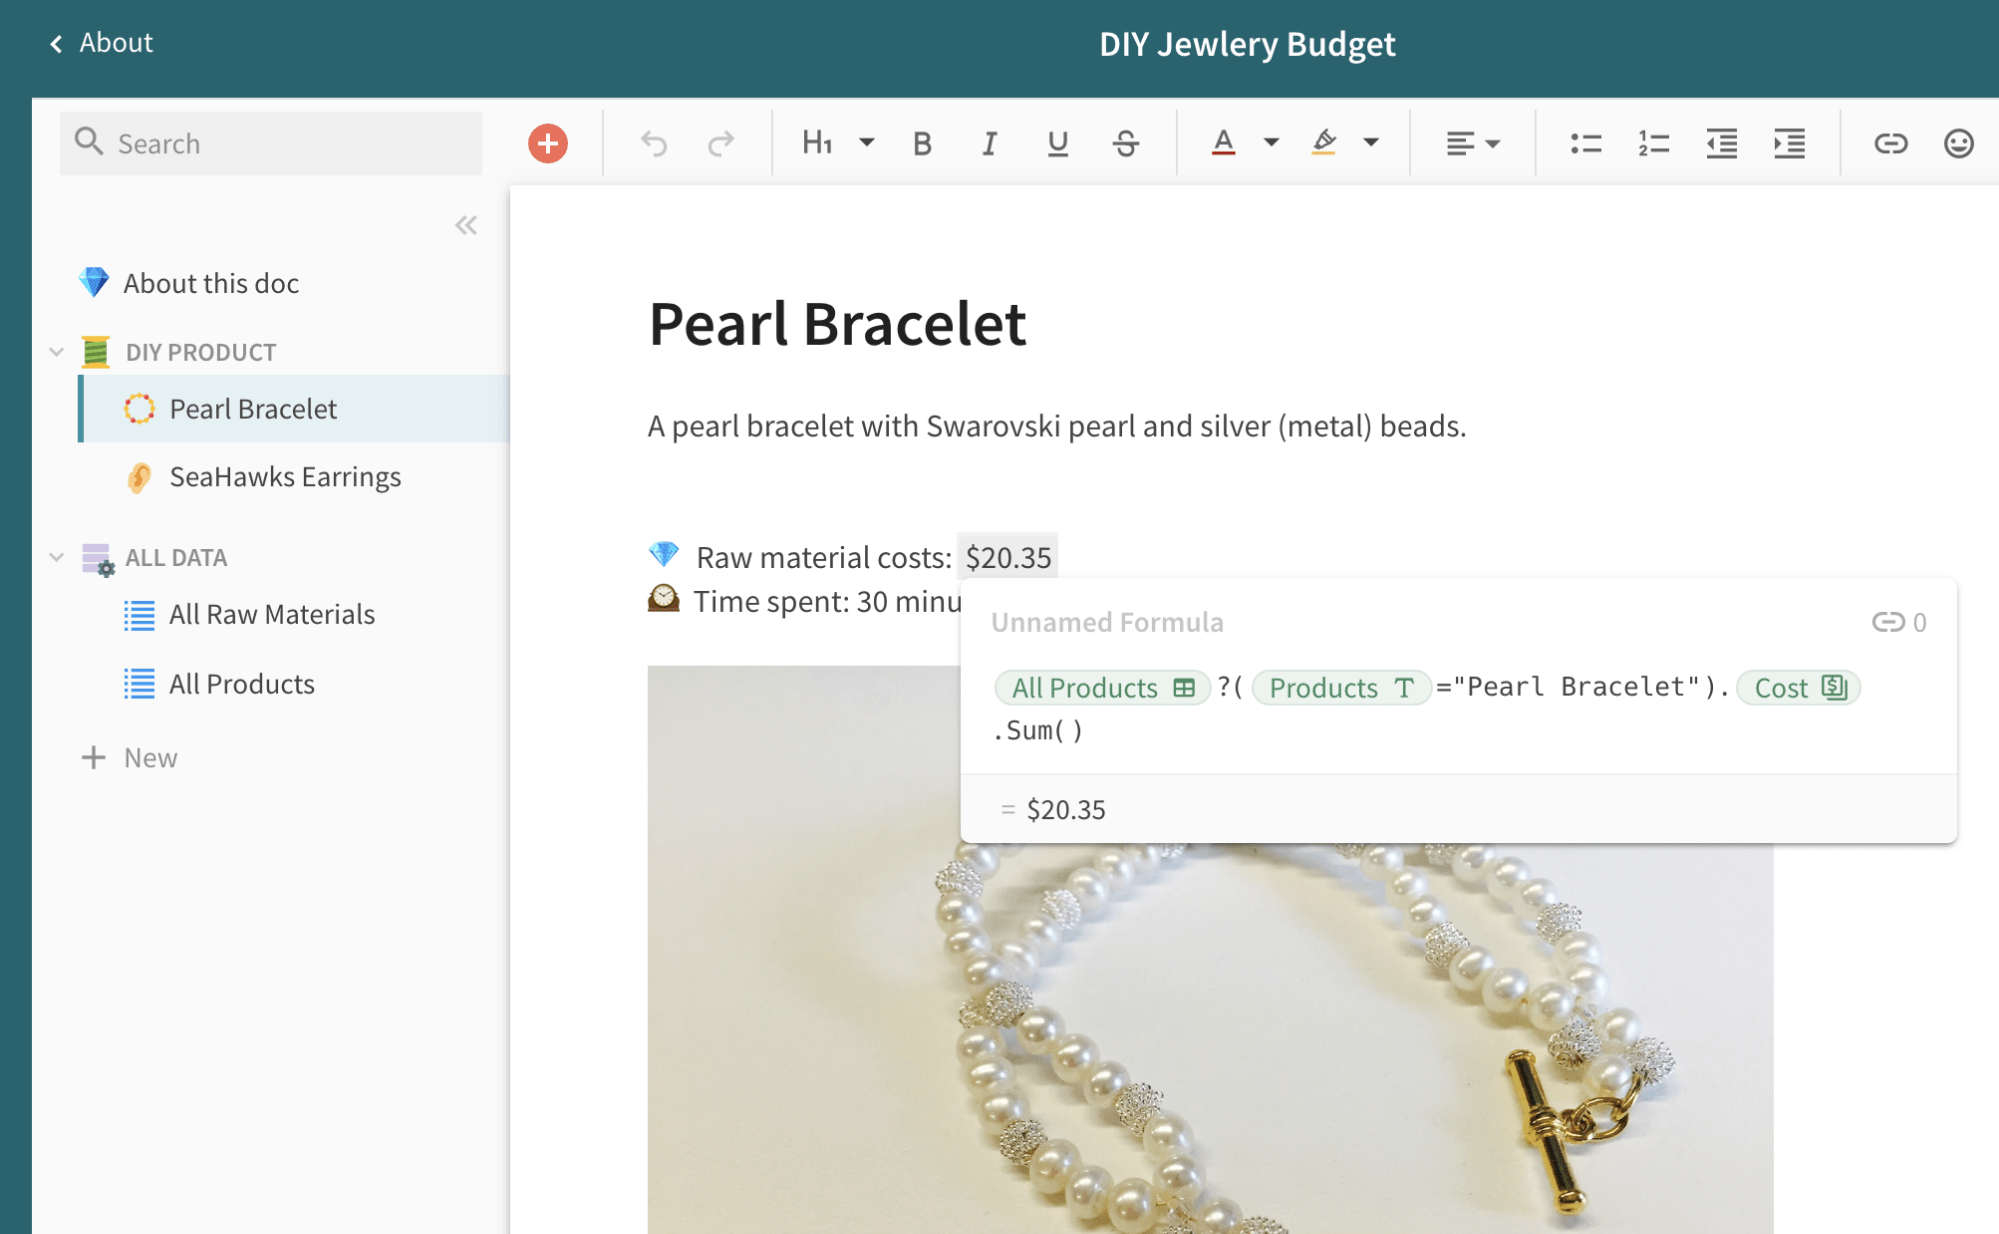 About
DIY Jewlery Budget
Search
H1 B I U S A
About this doc
DIY PRODUCT
Pearl Bracelet
SeaHawks Earrings
ALL DATA
All Raw Materials
All Products
New
Pearl Bracelet
A pearl bracelet with Swarovski pearl and silver (metal) beads.
Raw material costs: $20.35
Time spent: 30 minu
Unnamed Formula 0
All Products ?( Products T ="Pearl Bracelet"). Cost
.Sum()
= $20.35